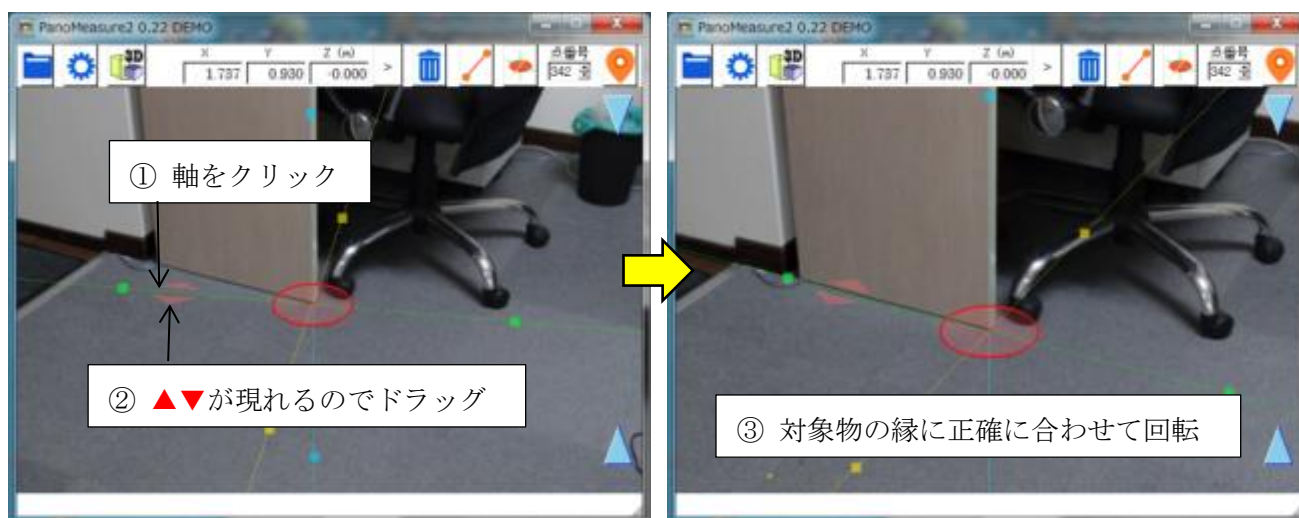 PanoMeasure2 0.22 DEMO
X Y Z (m)
1.737 0.930 -0.000 >
3D
点番号
342
① 軸をクリック
② ▲▼が現れるのでドラッグ
PanoMeasure2 0.22 DEMO
X Y Z (m)
1.737 0.930 -0.000 >
3D
点番号
342
③ 対象物の縁に正確に合わせて回転